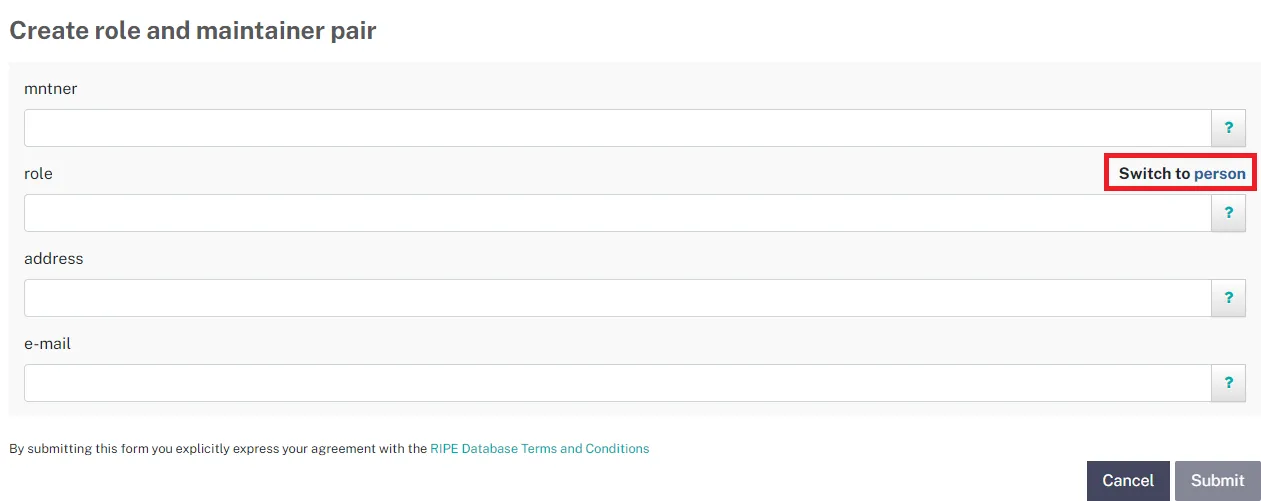 Create role and maintainer pair
mntner
?
role
Switch to person
?
address
?
e-mail
?
By submitting this form you explicitly express your agreement with the RIPE Database Terms and Conditions
Cancel
Submit